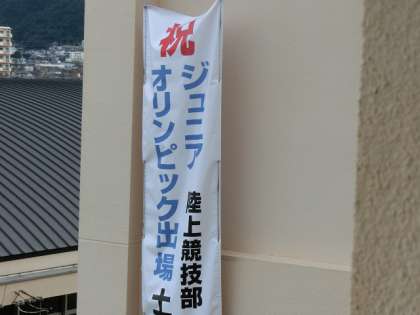 祝
ジュニア
オリンピック出場
陸上競技部